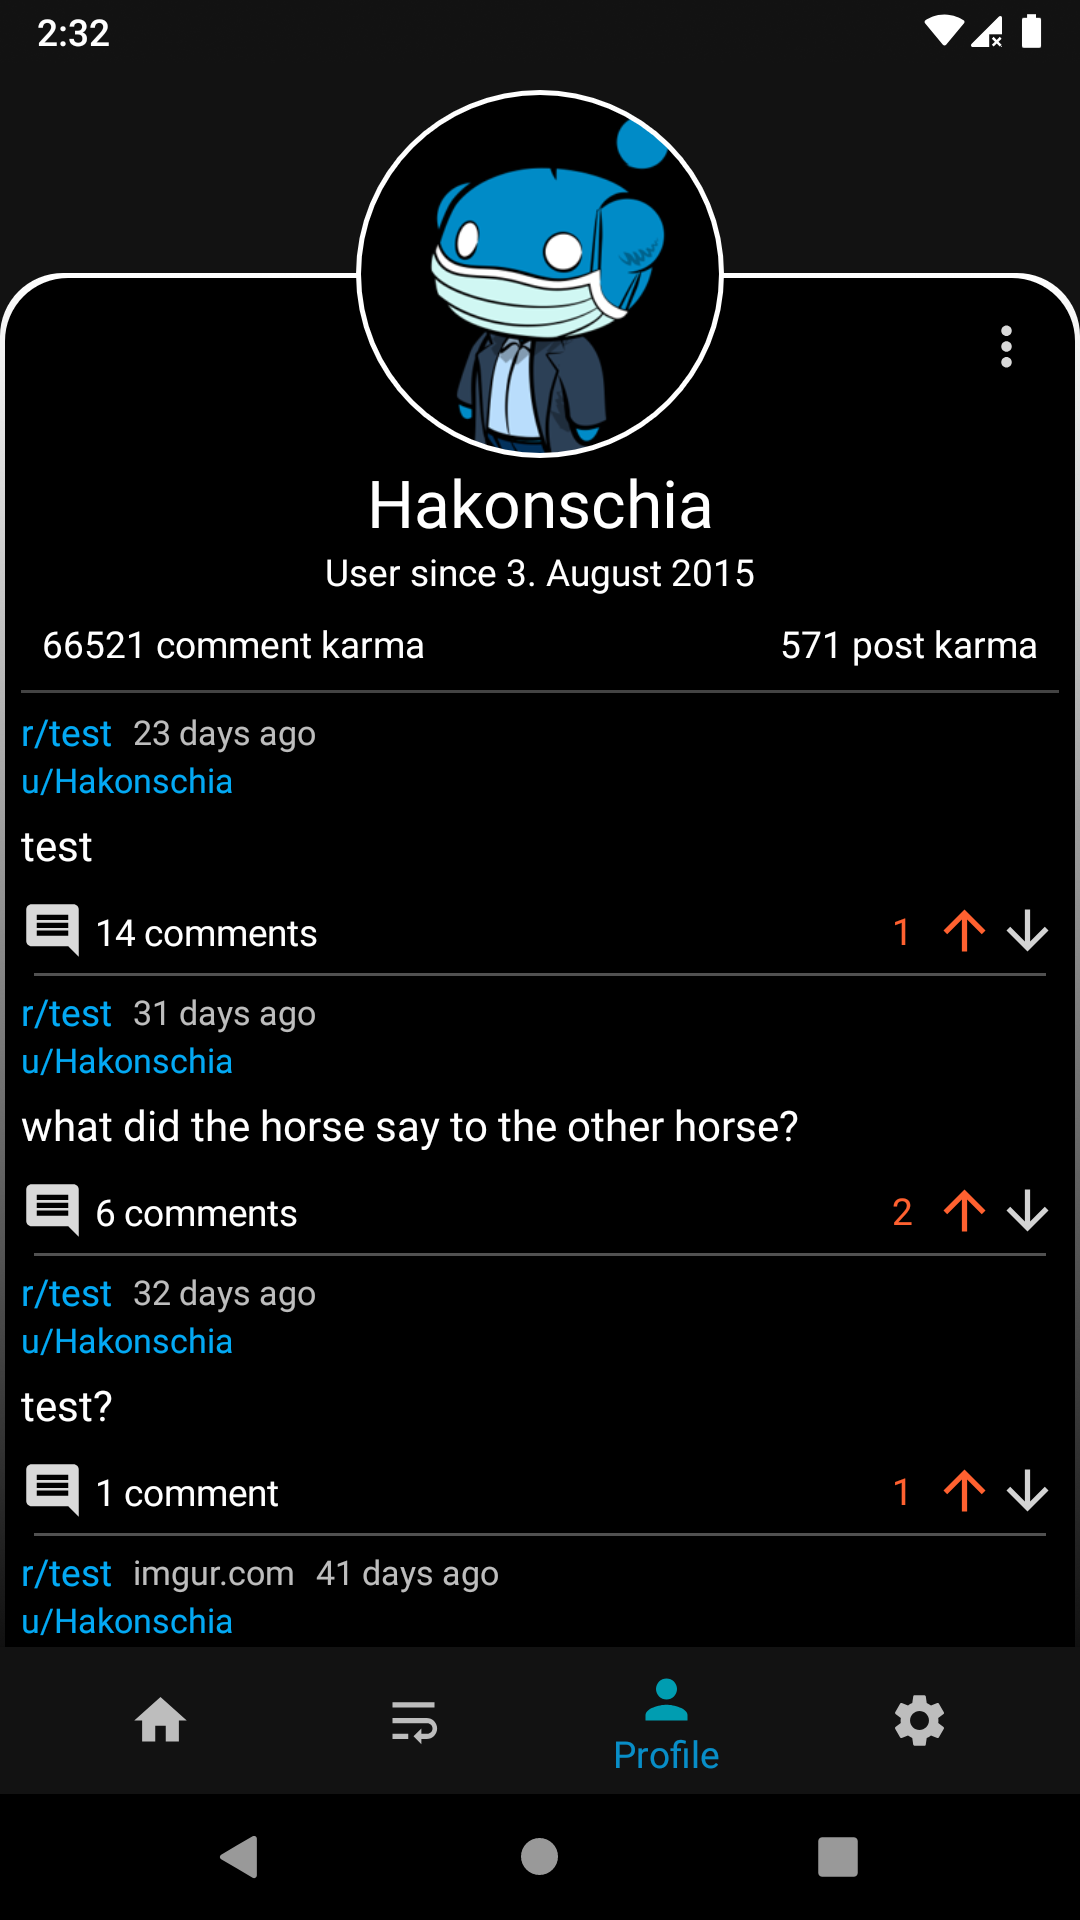 2:32
Hakonschia
User since 3. August 2015
66521 comment karma 571 post karma
r/test 23 days ago
u/Hakonschia
test
14 comments 1
r/test 31 days ago
u/Hakonschia
what did the horse say to the other horse?
6 comments 2
r/test 32 days ago
u/Hakonschia
test?
1 comment 1
r/test imgur.com 41 days ago
u/Hakonschia
Profile